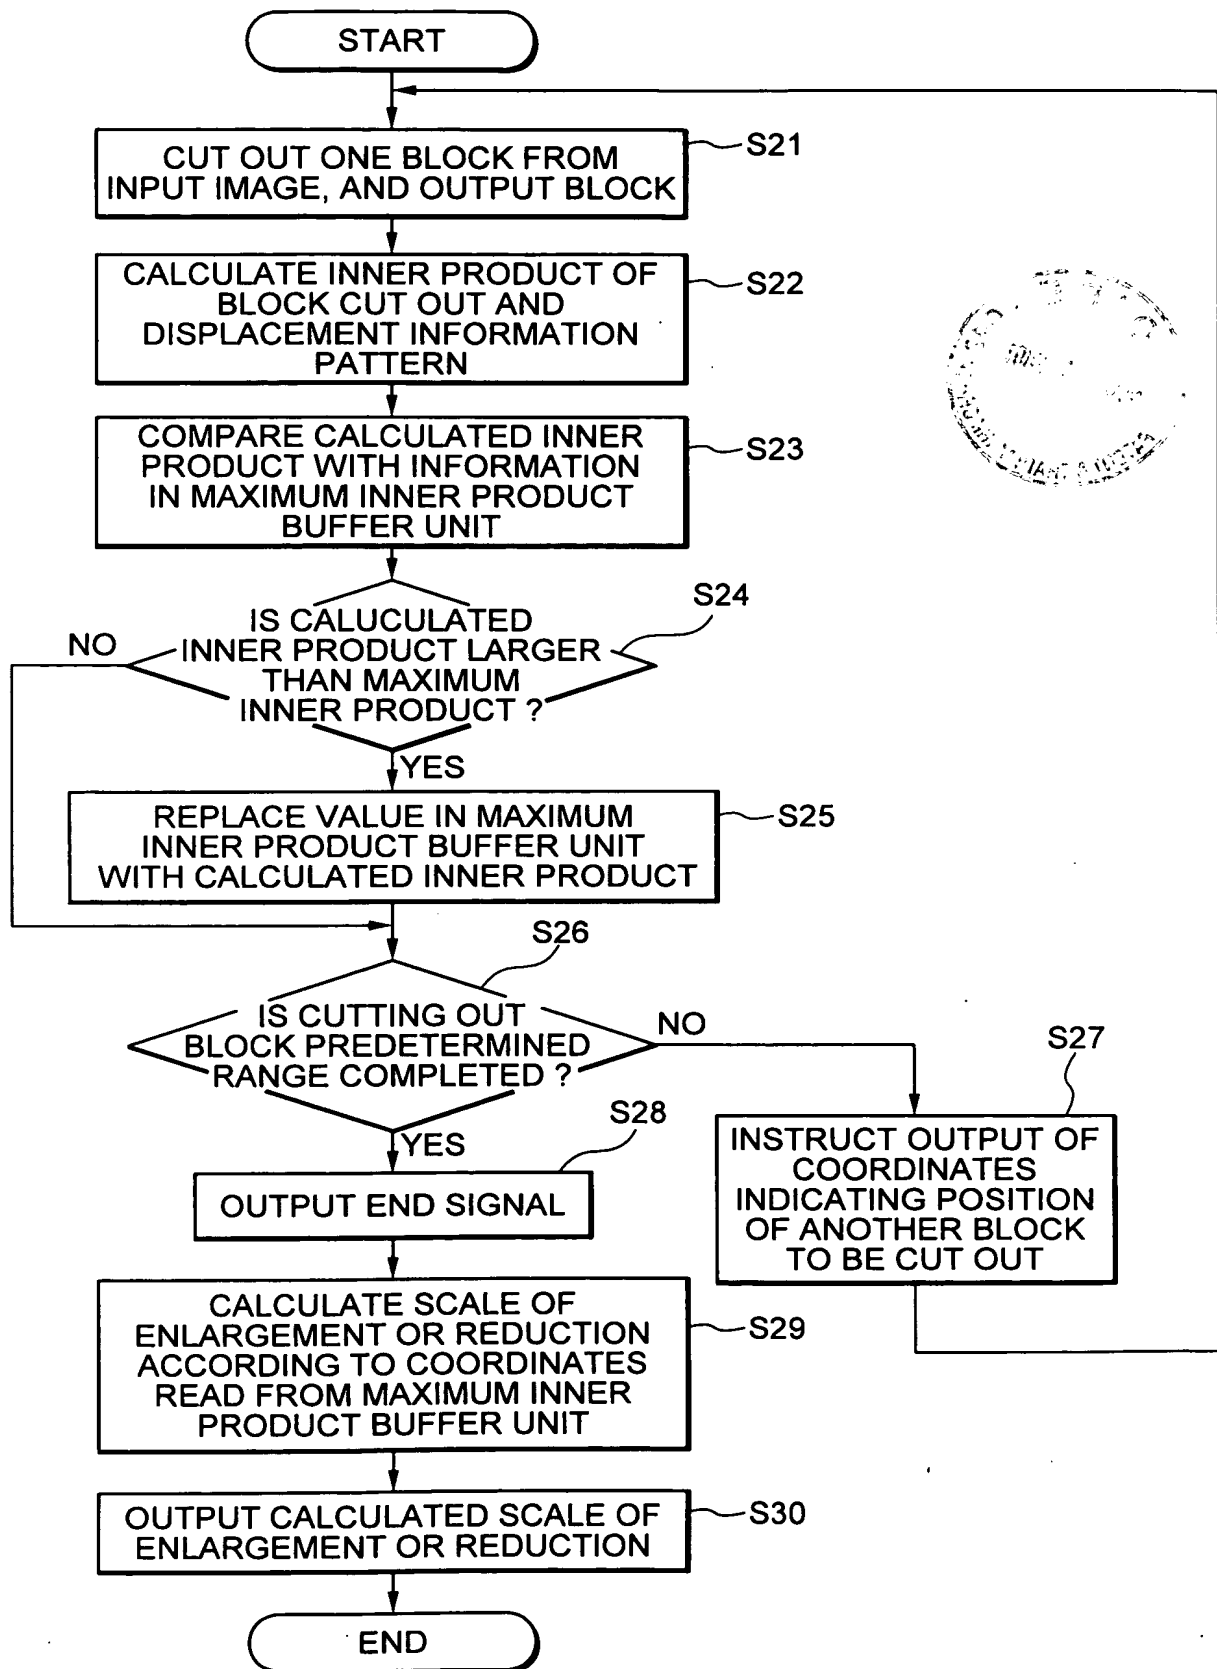 START
CUT OUT ONE BLOCK FROM
INPUT IMAGE, AND OUTPUT BLOCK
S21
CALCULATE INNER PRODUCT OF
BLOCK CUT OUT AND
DISPLACEMENT INFORMATION
PATTERN
S22
COMPARE CALCULATED INNER
PRODUCT WITH INFORMATION
IN MAXIMUM INNER PRODUCT
BUFFER UNIT
S23
S24
IS CALUCULATED
INNER PRODUCT LARGER
THAN MAXIMUM
INNER PRODUCT ?
NO
YES
REPLACE VALUE IN MAXIMUM
INNER PRODUCT BUFFER UNIT
WITH CALCULATED INNER PRODUCT
S25
S26
IS CUTTING OUT
BLOCK PREDETERMINED
RANGE COMPLETED ?
NO
YES
S27
INSTRUCT OUTPUT OF
COORDINATES
INDICATING POSITION
OF ANOTHER BLOCK
TO BE CUT OUT
S28
OUTPUT END SIGNAL
CALCULATE SCALE OF
ENLARGEMENT OR REDUCTION
ACCORDING TO COORDINATES
READ FROM MAXIMUM INNER
PRODUCT BUFFER UNIT
S29
OUTPUT CALCULATED SCALE OF
ENLARGEMENT OR REDUCTION
S30
END